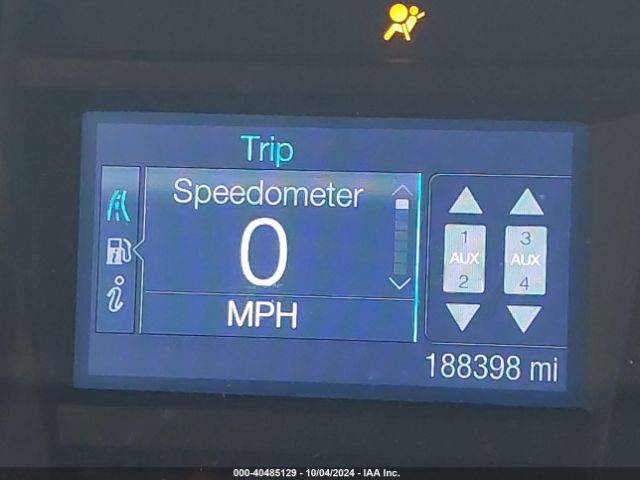 Trip
Speedometer
0
MPH
1 3
AUX AUX
2 4
188398 mi
000-40485129 - 10/04/2024 - IAA Inc.